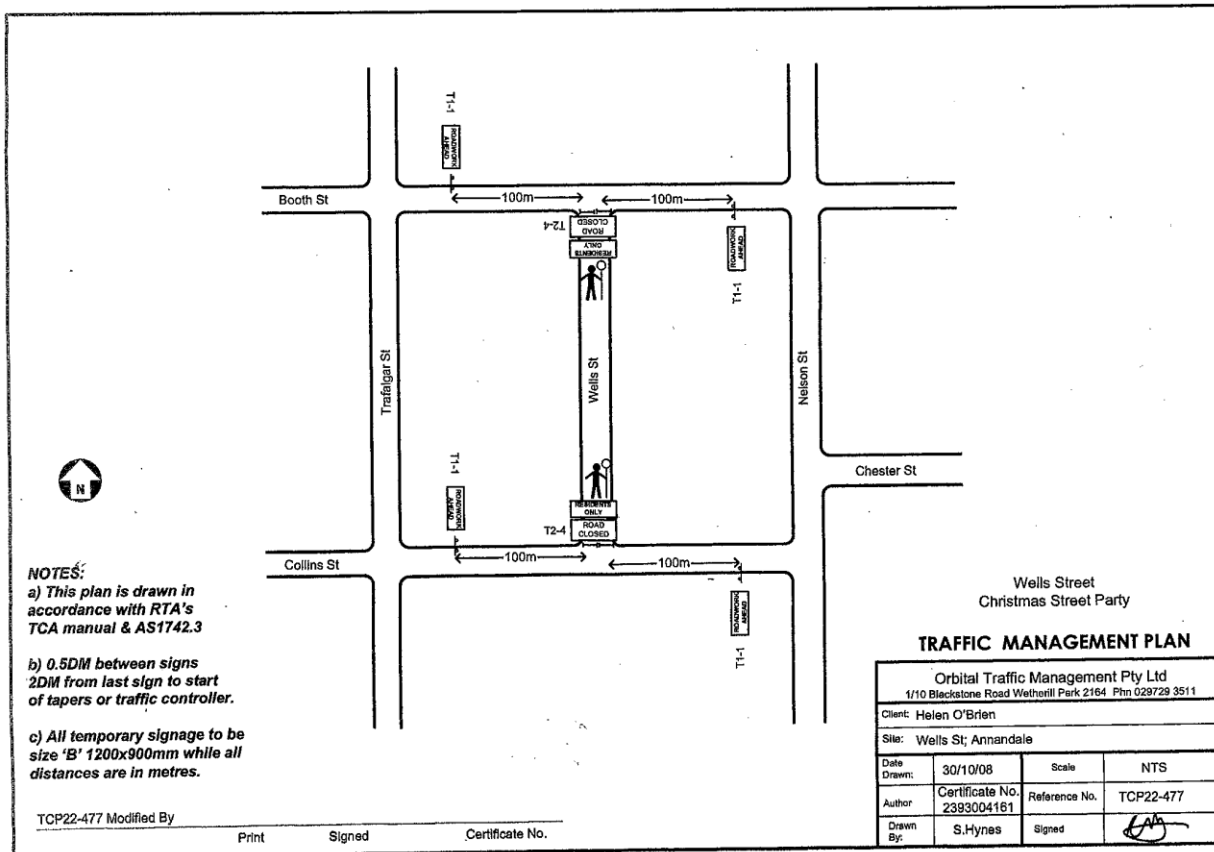 T1-1
ROADWORK
AHEAD
Booth St
100m
100m
T2-4
ROAD
CLOSED
RESIDENTS
ONLY
ROADWORK
AHEAD
T1-1
Trafalgar St
Wells St
Nelson St
N
T1-1
ROADWORK
AHEAD
Chester St
RESIDENTS
ONLY
T2-4
ROAD
CLOSED
Collins St
100m
100m
ROADWORK
AHEAD
T1-1
NOTES:
a) This plan is drawn in
accordance with RTA's
TCA manual & AS1742.3
b) 0.5DM between signs
2DM from last sign to start
of tapers or traffic controller.
c) All temporary signage to be
size 'B' 1200x900mm while all
distances are in metres.
TCP22-477 Modified By
Print Signed Certificate No.
Wells Street
Christmas Street Party
TRAFFIC MANAGEMENT PLAN
Orbital Traffic Management Pty Ltd
1/10 Blackstone Road Wetherill Park 2164 Phn 029729 3511
Client: Helen O'Brien
Site: Wells St; Annandale
Date Drawn: 30/10/08 Scale NTS
Author Certificate No. 2393004161 Reference No. TCP22-477
Drawn By: S.Hynes Signed